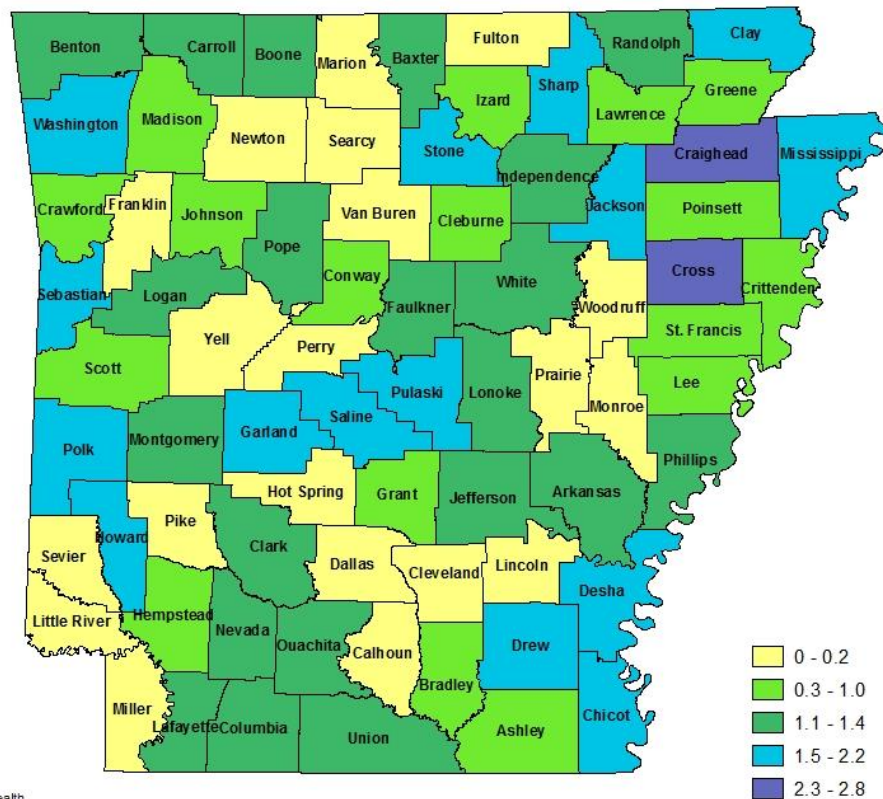 Benton
Carroll
Boone
Marion
Baxter
Fulton
Randolph
Clay
Sharp
Izard
Lawrence
Greene
Washington
Madison
Newton
Searcy
Stone
Independence
Craighead
Mississippi
Crawford
Franklin
Johnson
Pope
Van Buren
Cleburne
Jackson
Poinsett
Sebastian
Logan
Conway
Faulkner
White
Woodruff
Cross
Crittenden
Scott
Yell
Perry
Pulaski
Lonoke
Prairie
St. Francis
Lee
Monroe
Polk
Montgomery
Garland
Saline
Phillips
Hot Spring
Grant
Jefferson
Arkansas
Howard
Pike
Clark
Dallas
Cleveland
Lincoln
Sevier
Desha
Little River
Hempstead
Nevada
Ouachita
Calhoun
Drew
Bradley
Miller
Lafayette
Columbia
Union
Ashley
Chicot
0 - 0.2
0.3 - 1.0
1.1 - 1.4
1.5 - 2.2
2.3 - 2.8